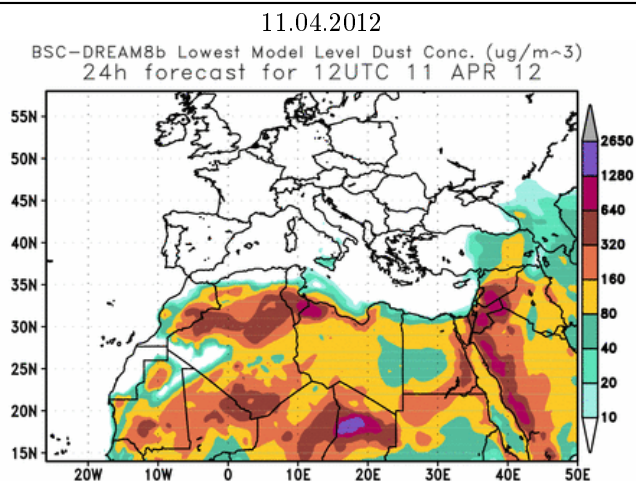 11.04.2012
BSC-DREAM8b Lowest Model Level Dust Conc. (ug/m^3)
24h forecast for 12UTC 11 APR 12
55N
50N
45N
40N
35N
30N
25N
20N
15N
20W 10W 0 10E 20E 30E 40E 50E
2650
1280
640
320
160
80
40
20
10